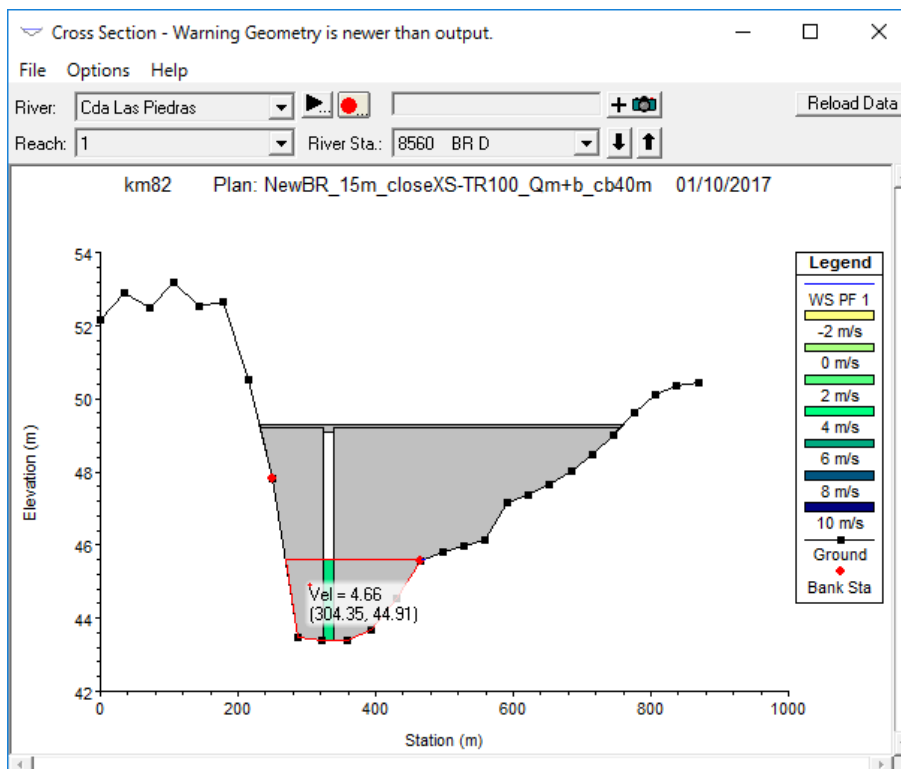 Cross Section - Warning Geometry is newer than output.
File Options Help
River: Cda Las Piedras Reload Data
Reach: 1 River Sta.: 8560 BR D
km82 Plan: NewBR_15m_closeXS-TR100_Qm+b_cb40m 01/10/2017
54
52
50
48
46
44
42
Elevation (m)
Vel = 4.66
(304.35, 44.91)
0 200 400 600 800 1000
Station (m)
Legend
WS PF 1
-2 m/s
0 m/s
2 m/s
4 m/s
6 m/s
8 m/s
10 m/s
Ground
Bank Sta